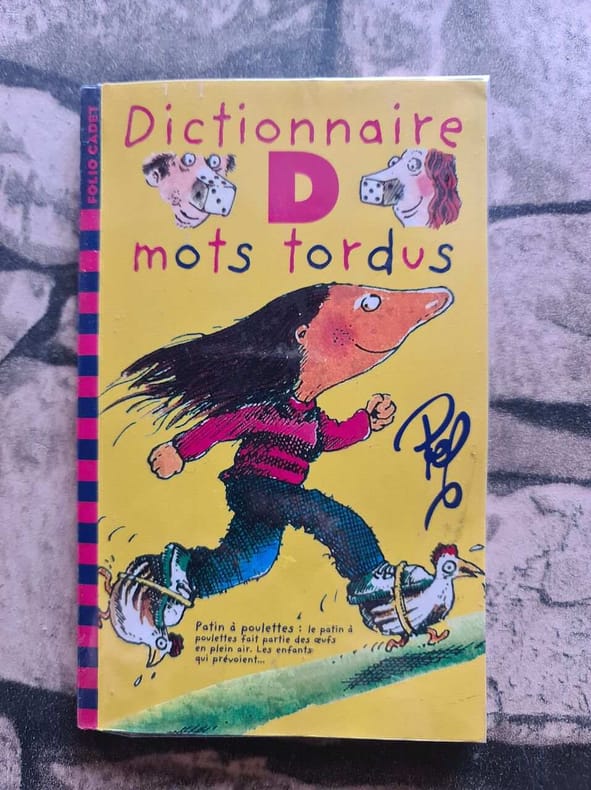 FOLIO CADET
Dictionnaire
D
mots tordus
Pef
Patin à poulettes : le patin à
poulettes fait partie des œufs
en plein air. Les enfants
qui prévoient...